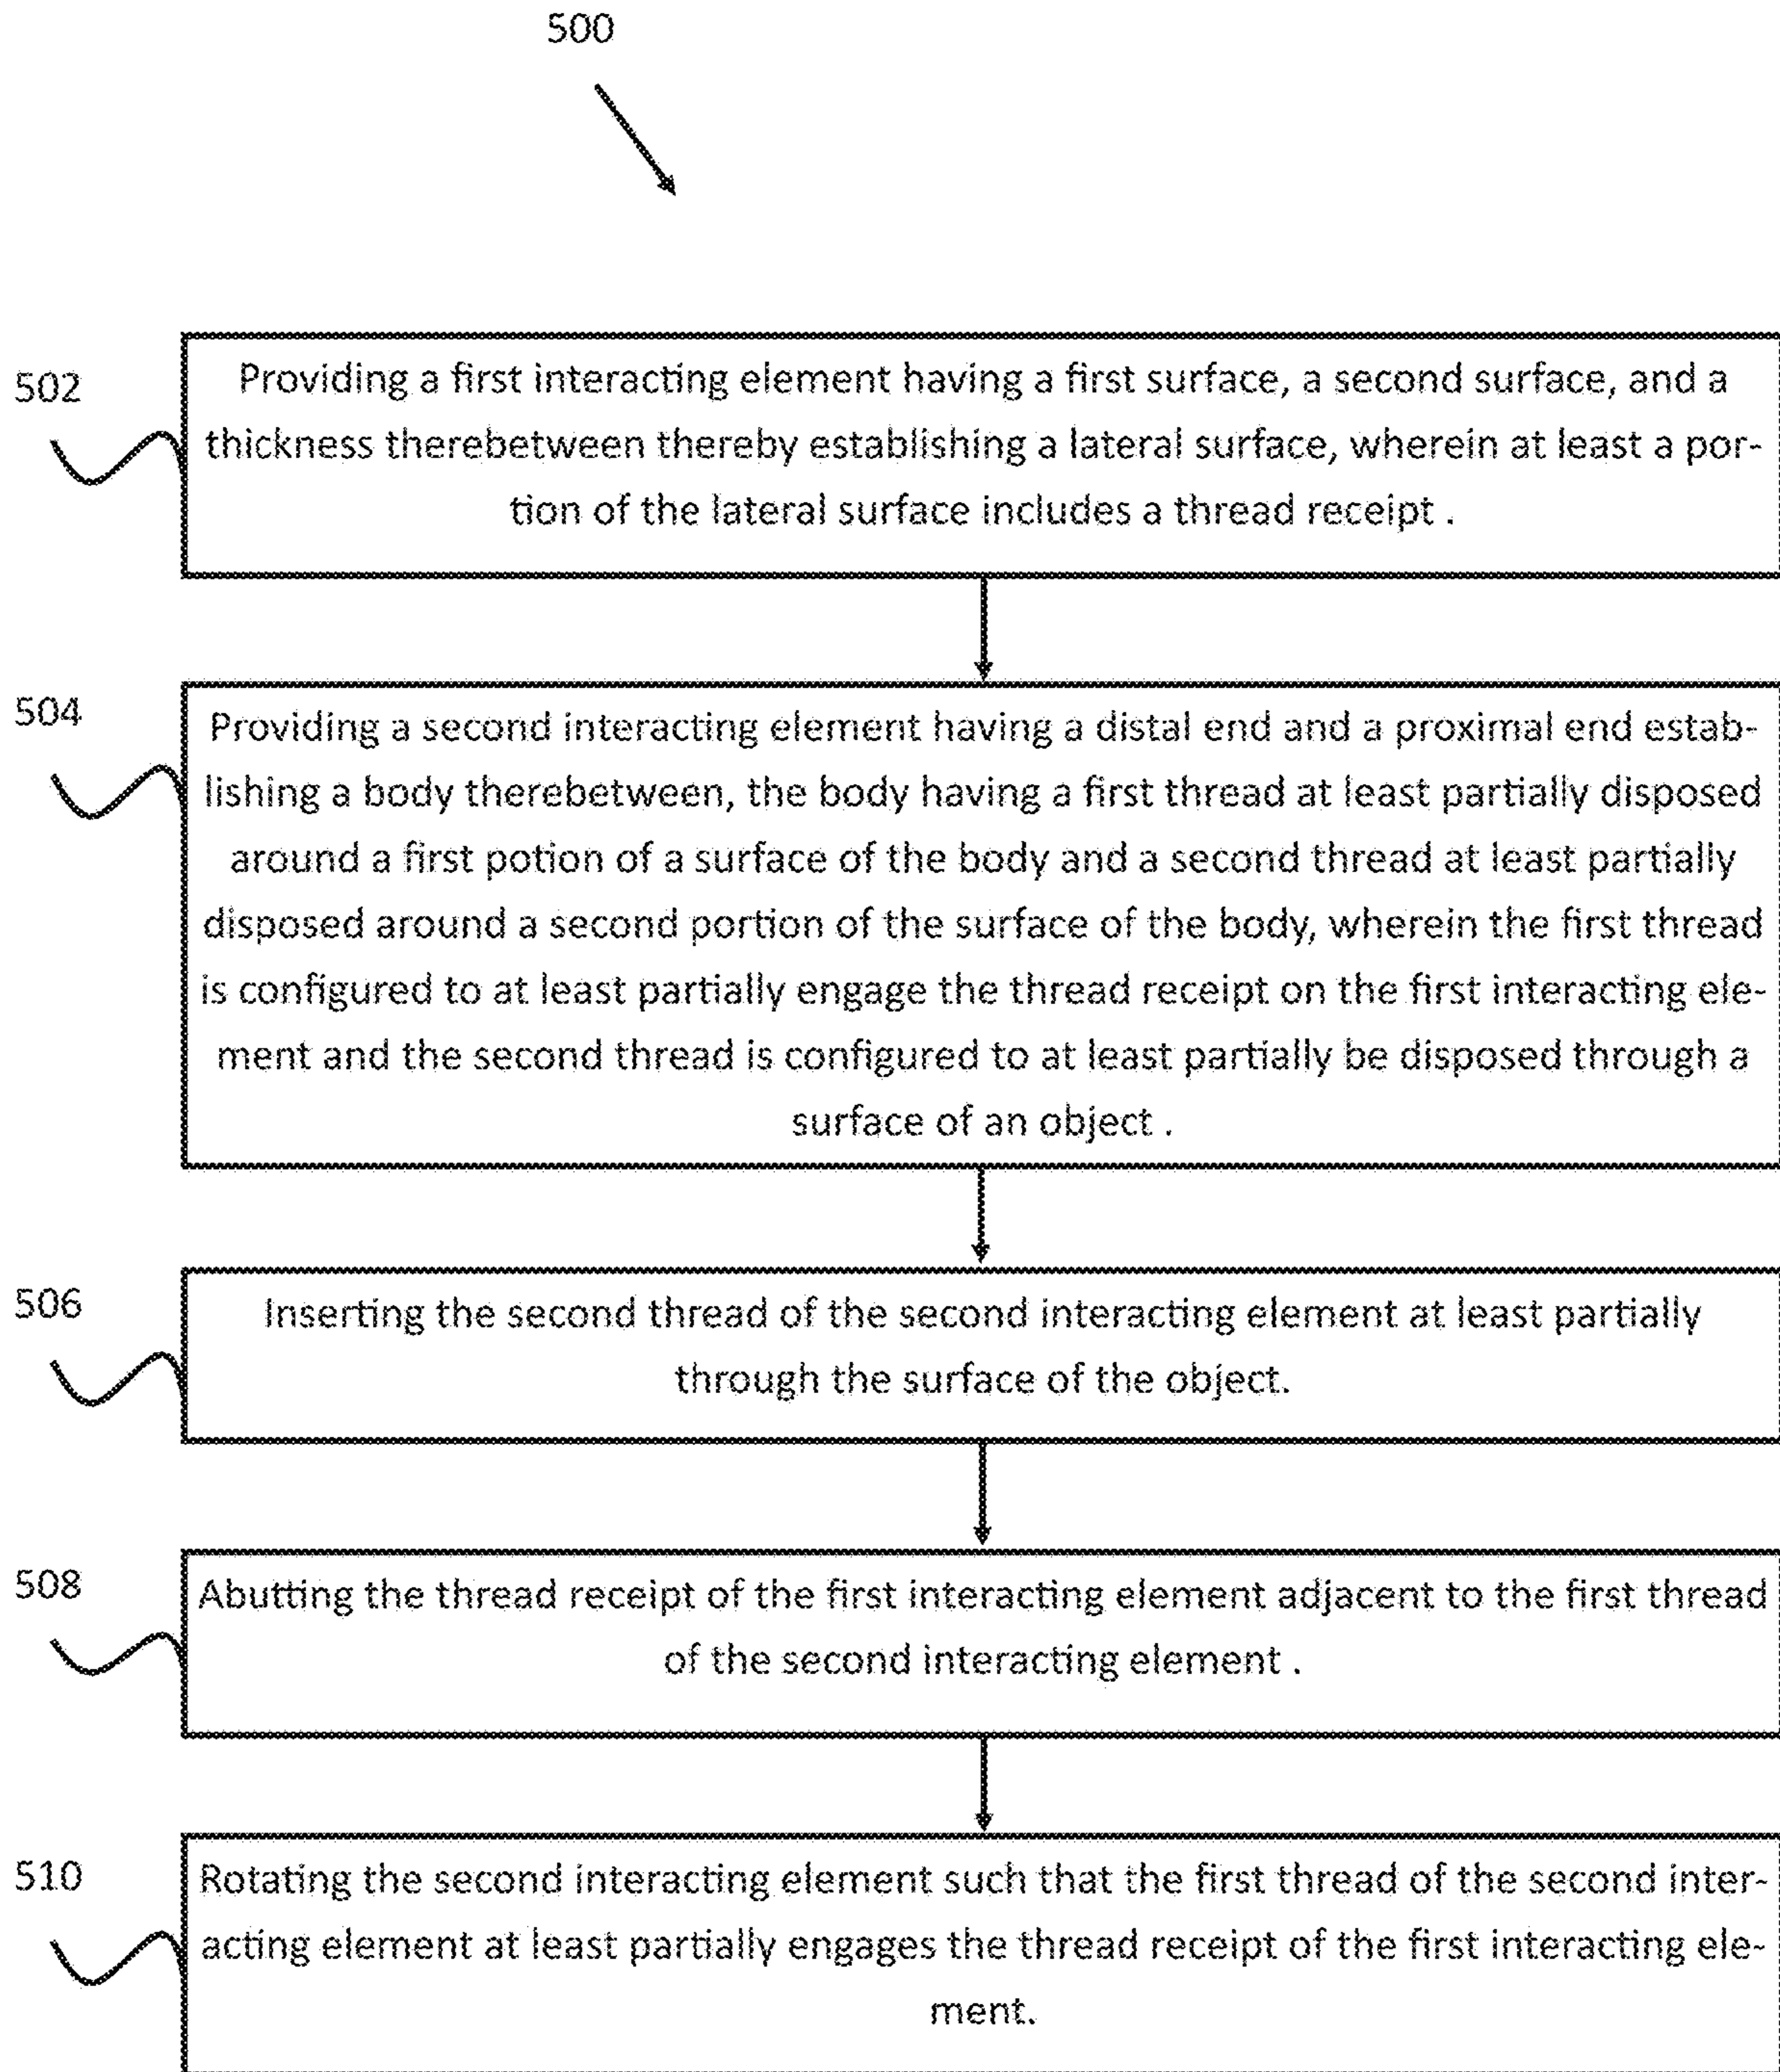 500
502
Providing a first interacting element having a first surface, a second surface, and a
thickness therebetween thereby establishing a lateral surface, wherein at least a por-
tion of the lateral surface includes a thread receipt .
504
Providing a second interacting element having a distal end and a proximal end estab-
lishing a body therebetween, the body having a first thread at least partially disposed
around a first potion of a surface of the body and a second thread at least partially
disposed around a second portion of the surface of the body, wherein the first thread
is configured to at least partially engage the thread receipt on the first interacting ele-
ment and the second thread is configured to at least partially be disposed through a
surface of an object .
506
Inserting the second thread of the second interacting element at least partially
through the surface of the object.
508
Abutting the thread receipt of the first interacting element adjacent to the first thread
of the second interacting element .
510
Rotating the second interacting element such that the first thread of the second inter-
acting element at least partially engages the thread receipt of the first interacting ele-
ment.